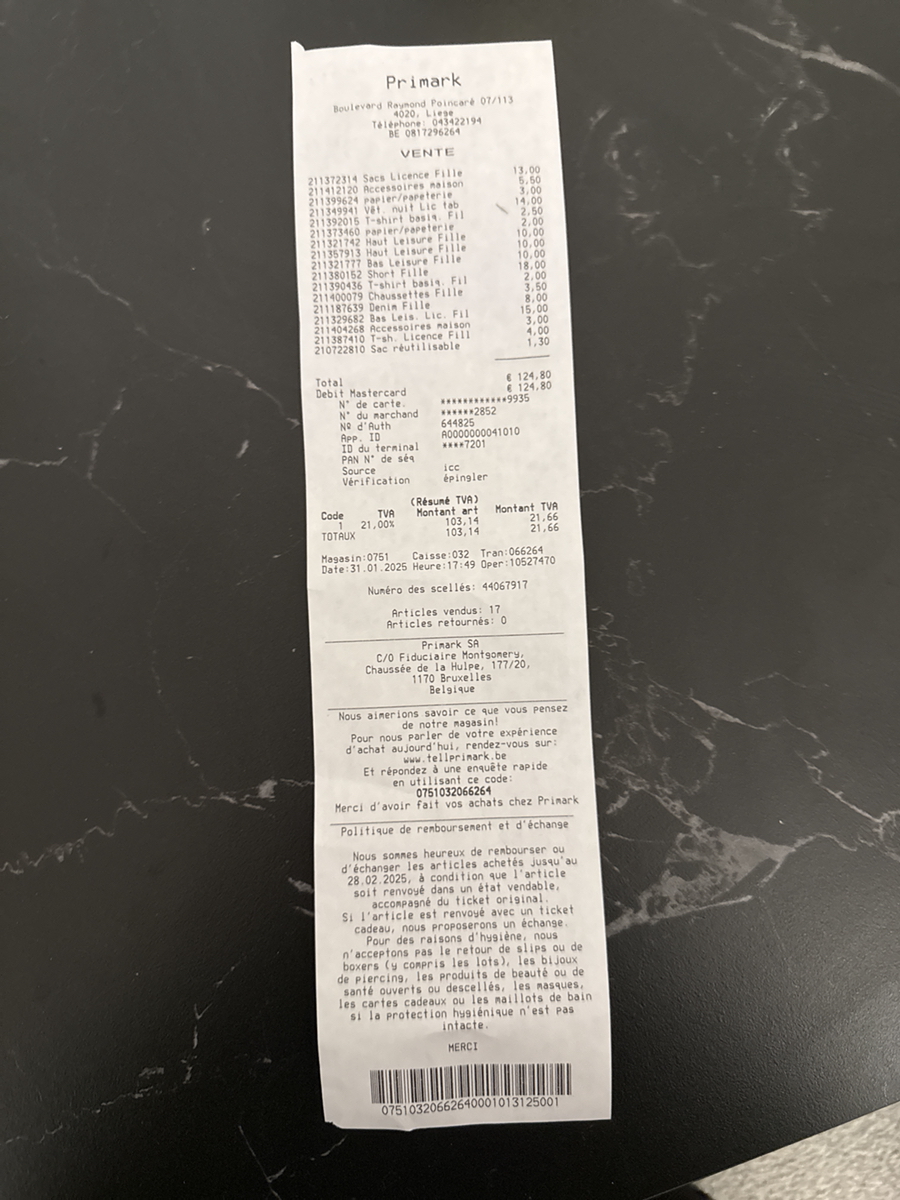 Primark
Boulevard Raymond Poincaré 07/113
4020, Liege
Téléphone: 043422194
BE 0817296264
VENTE
211372314 Sacs Licence Fille 13,00
211412120 Accessoires maison 5,50
211399624 papier/papeterie 3,00
211349941 Vêt. nuit Lic fab 14,00
211392015 T-shirt basiq. Fil 2,50
211373460 papier/papeterie 2,00
211321742 Haut Leisure Fille 10,00
211357913 Haut Leisure Fille 10,00
211321777 Bas Leisure Fille 10,00
211380152 Short Fille 18,00
211390436 T-shirt basiq. Fil 2,00
211400079 Chaussettes Fille 3,50
211187639 Denim Fille 8,00
211329682 Bas Leis. Lic. Fil 15,00
211404268 Accessoires maison 3,00
211387410 T-sh. Licence Fill 4,00
210722810 Sac réutilisable 1,30
Total € 124,80
Debit Mastercard € 124,80
N° de carte. ************9935
N° du marchand ******2852
Nº d'Auth 644825
App. ID A0000000041010
ID du terminal ****7201
PAN N° de séq
Source icc
Vérification épingler
(Résumé TVA)
Code TVA Montant art Montant TVA
1 21,00% 103,14 21,66
TOTAUX 103,14 21,66
Magasin:0751 Caisse:032 Tran:066264
Date:31.01.2025 Heure:17:49 Oper:10527470
Numéro des scellés: 44067917
Articles vendus: 17
Articles retournés: 0
Primark SA
C/O Fiduciaire Montgomery,
Chaussée de la Hulpe, 177/20,
1170 Bruxelles
Belgique
Nous aimerions savoir ce que vous pensez
de notre magasin!
Pour nous parler de votre expérience
d'achat aujourd'hui, rendez-vous sur:
www.tellprimark.be
Et répondez à une enquête rapide
en utilisant ce code:
0751032066264
Merci d'avoir fait vos achats chez Primark
Politique de remboursement et d'échange
Nous sommes heureux de rembourser ou
d'échanger les articles achetés jusqu'au
28.02.2025, à condition que l'article
soit renvoyé dans un état vendable,
accompagné du ticket original.
Si l'article est renvoyé avec un ticket
cadeau, nous proposerons un échange.
Pour des raisons d'hygiène, nous
n'acceptons pas le retour de slips ou de
boxers (y compris les lots), les bijoux
de piercing, les produits de beauté ou de
santé ouverts ou descellés, les masques,
les cartes cadeaux ou les maillots de bain
si la protection hygiénique n'est pas
intacte.
MERCI
07510320662640001013125001